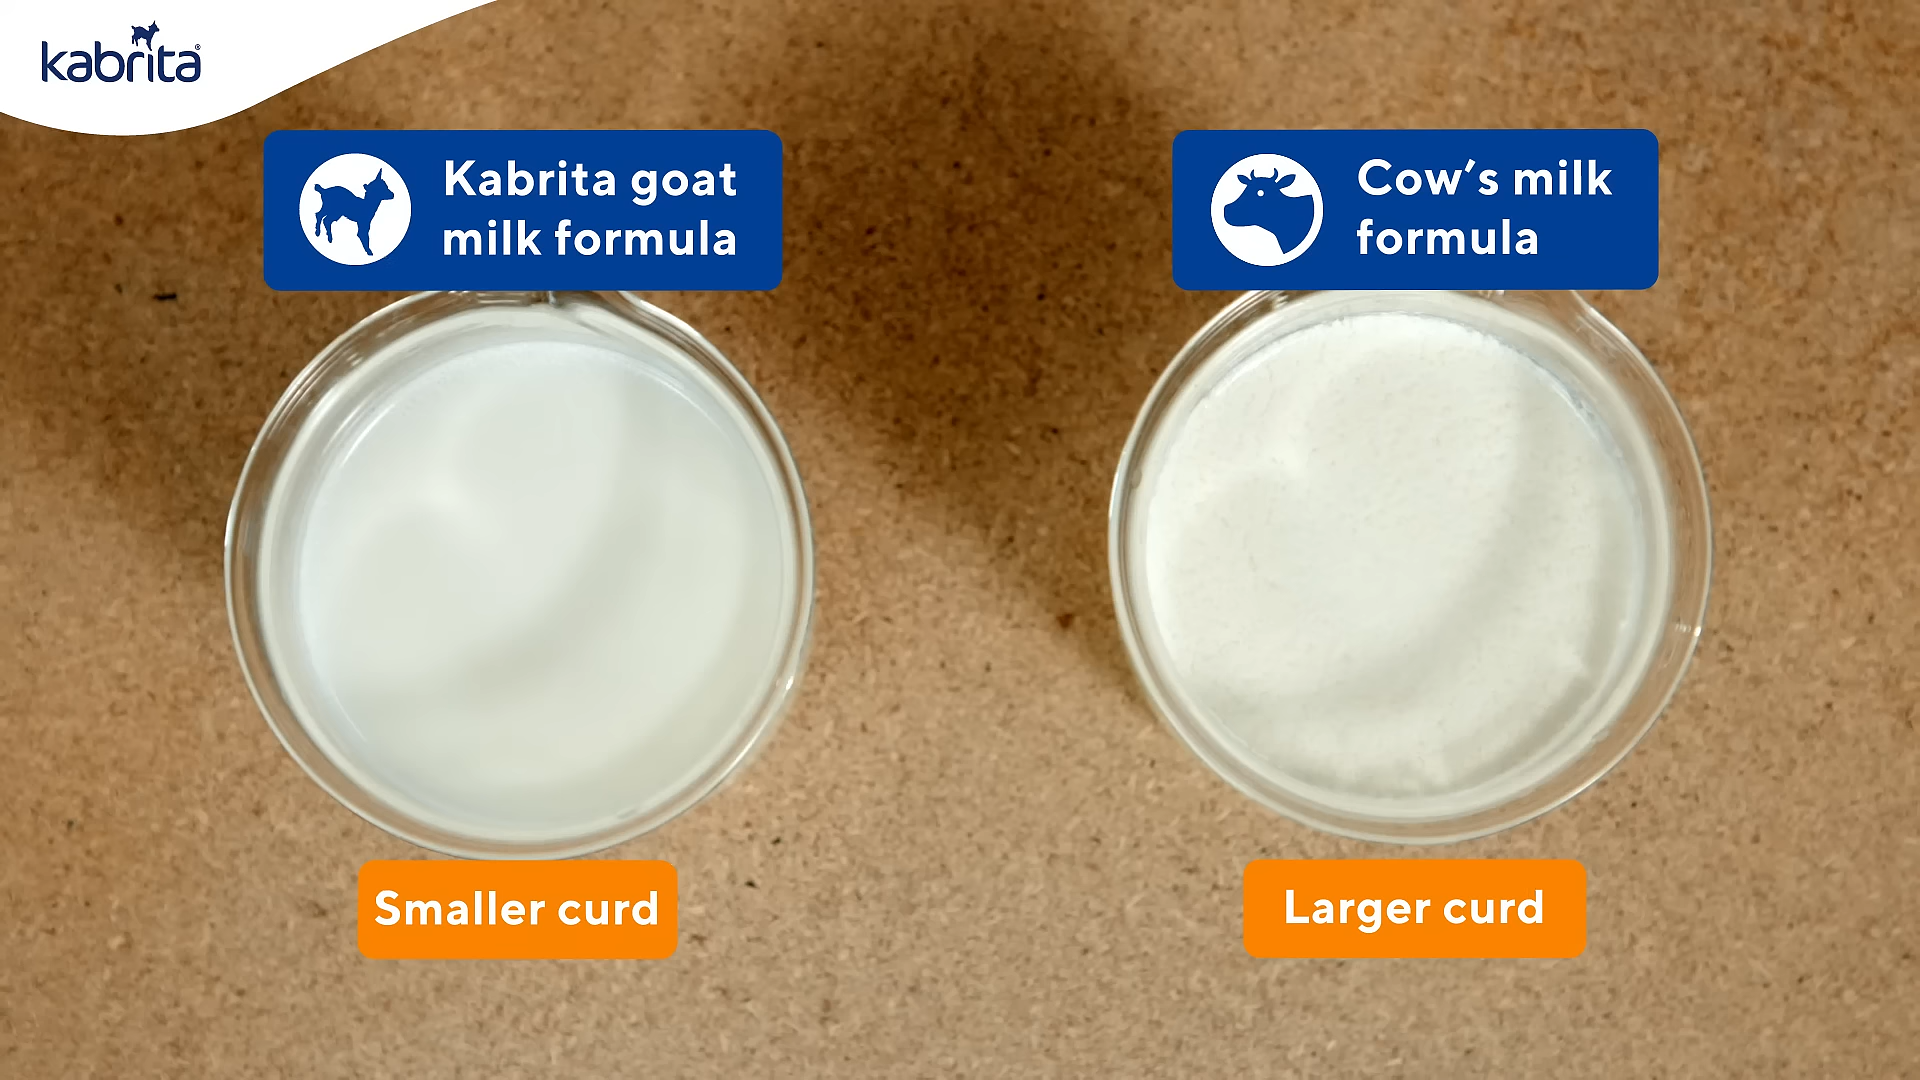 kabrita
Kabrita goat
milk formula
Cow's milk
formula
Smaller curd
Larger curd